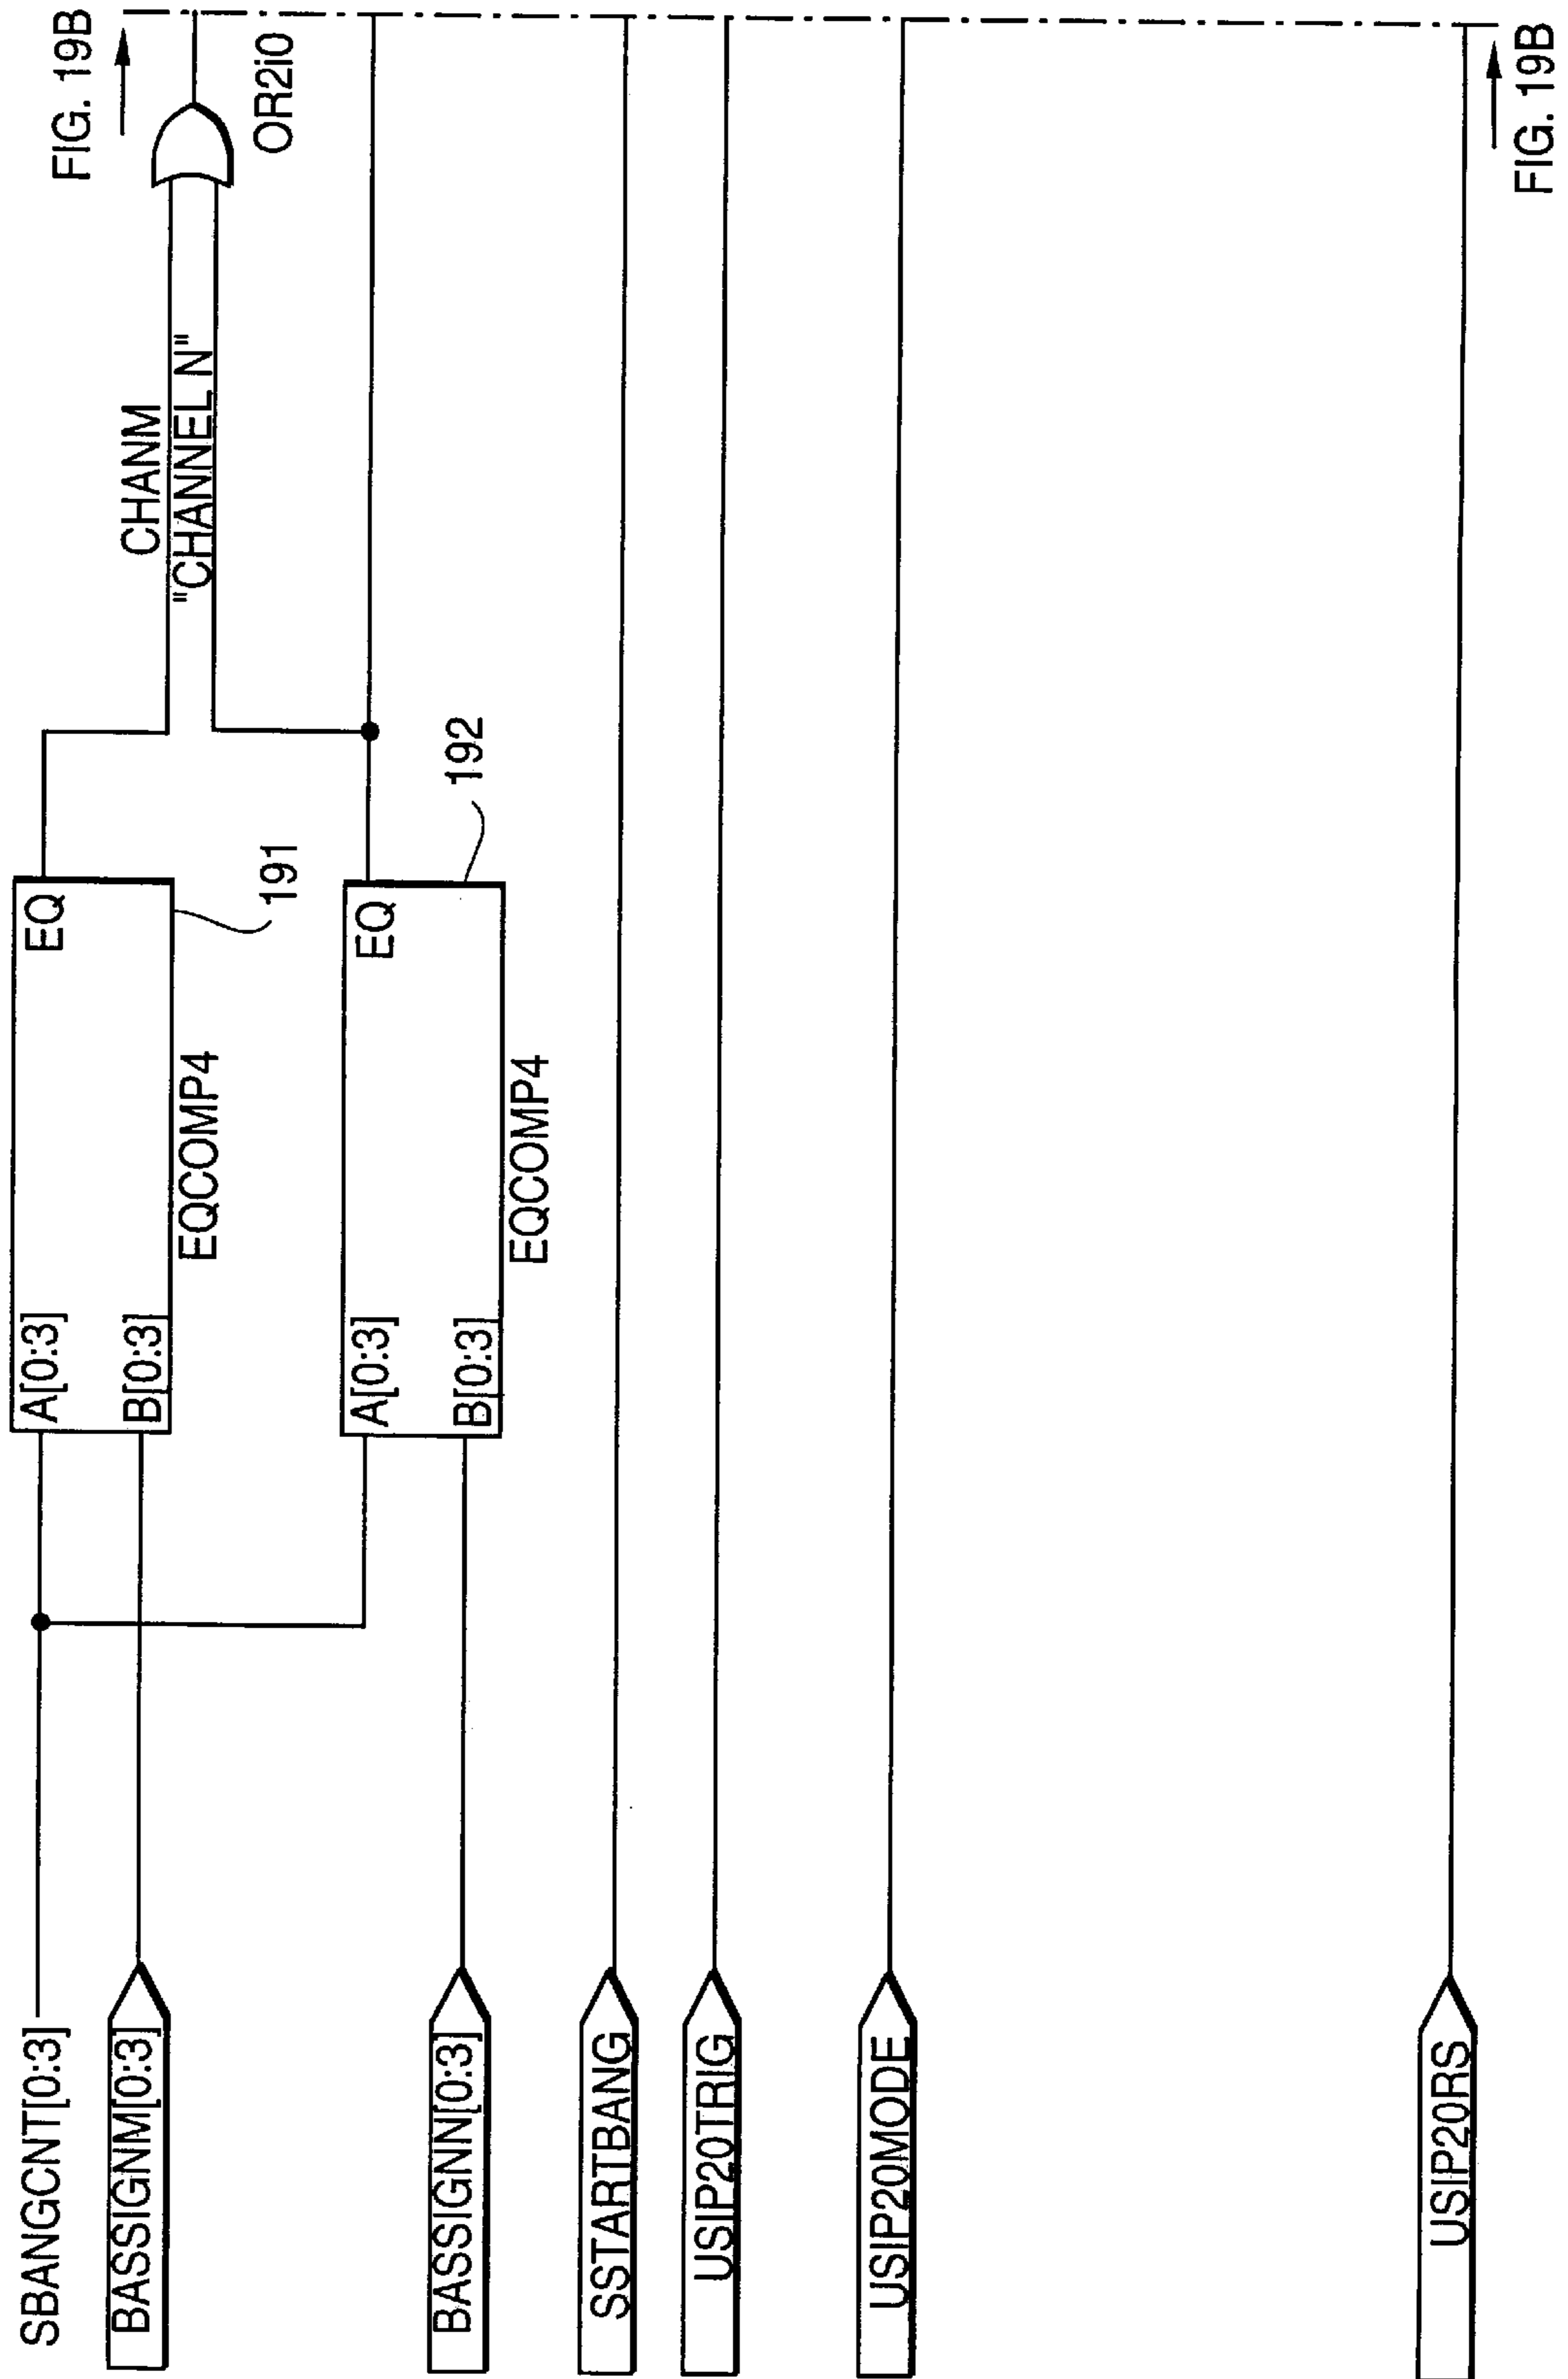 SBANGCNT[0:3]
BASSIGNM[0:3]
BASSIGNN[0:3]
SSTARTBANG
USIP20TRIG
USIP20MODE
USIP20RS
A[0:3]
EQ
B[0:3]
EQCOMP4
191
A[0:3]
EQ
B[0:3]
EQCOMP4
192
CHANM
"CHANNEL N"
OR2i0
FIG. 19B
FIG. 19B